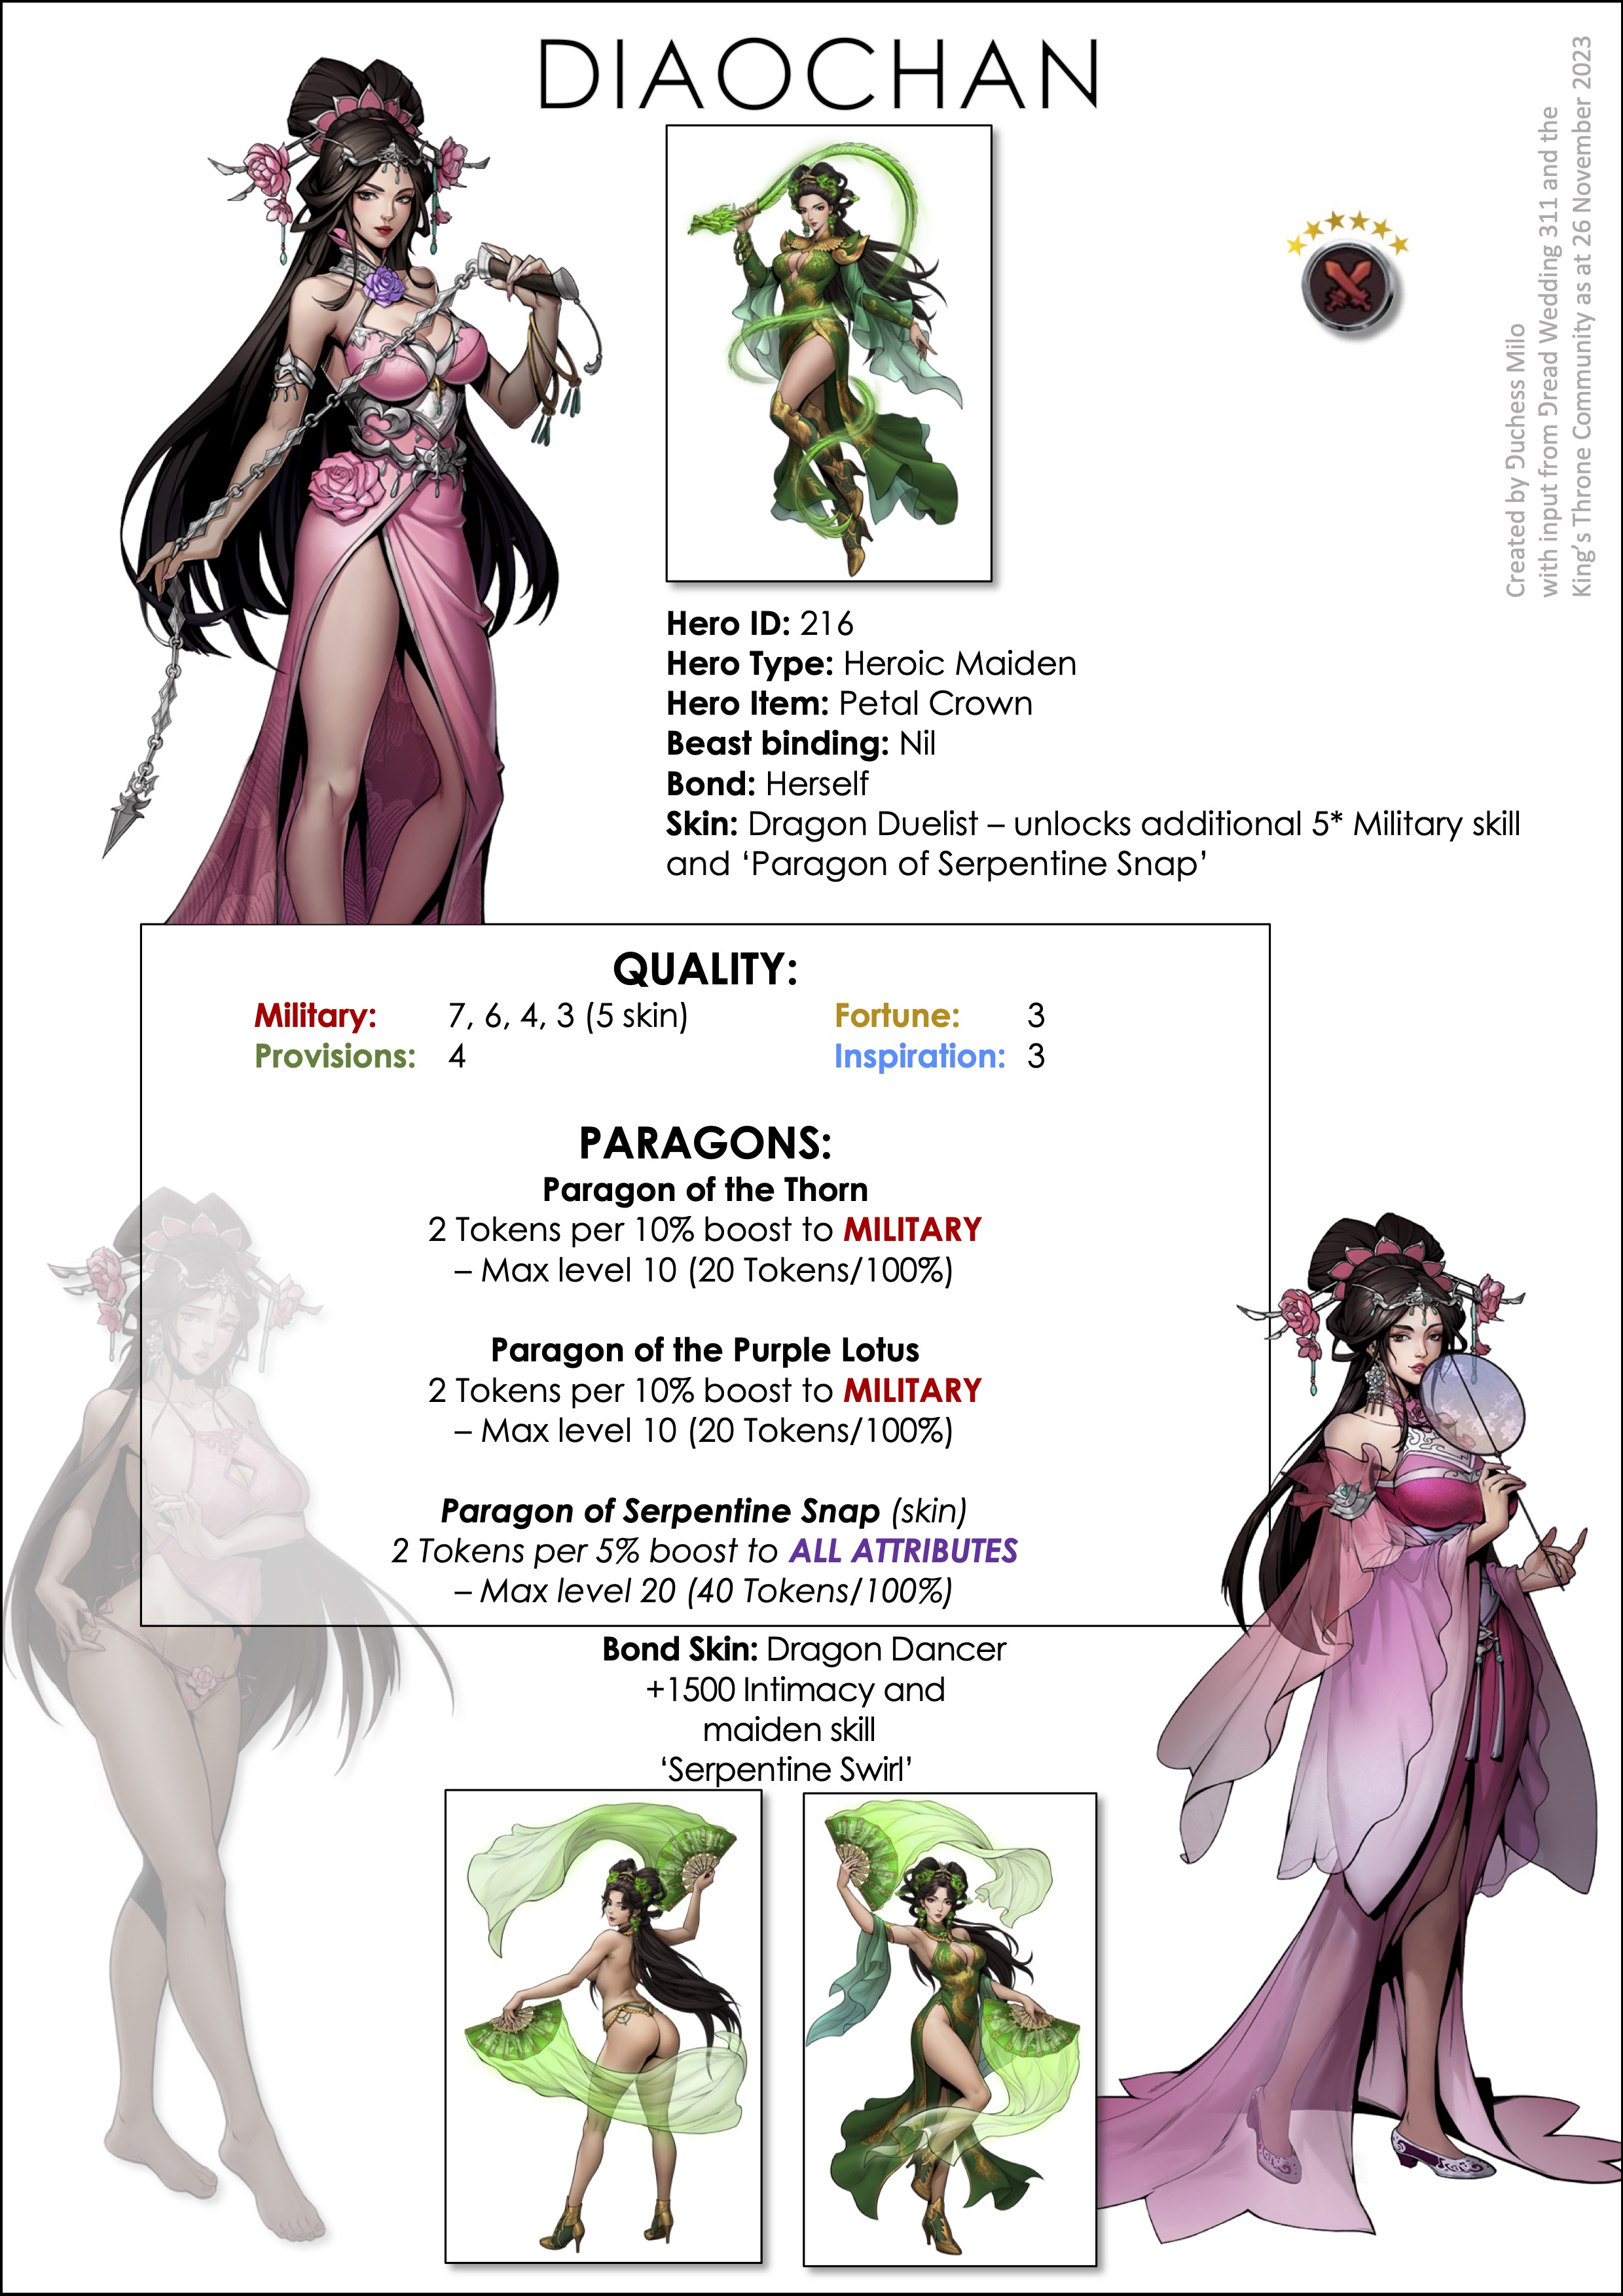 DIAOCHAN
Created by Duchess Milo
with input from Dread Wedding 311 and the
King's Throne Community as at 26 November 2023
Hero ID: 216
Hero Type: Heroic Maiden
Hero Item: Petal Crown
Beast binding: Nil
Bond: Herself
Skin: Dragon Duelist – unlocks additional 5* Military skill
and ‘Paragon of Serpentine Snap’
QUALITY:
Military: 7, 6, 4, 3 (5 skin) Fortune: 3
Provisions: 4 Inspiration: 3
PARAGONS:
Paragon of the Thorn
2 Tokens per 10% boost to MILITARY
– Max level 10 (20 Tokens/100%)
Paragon of the Purple Lotus
2 Tokens per 10% boost to MILITARY
– Max level 10 (20 Tokens/100%)
Paragon of Serpentine Snap (skin)
2 Tokens per 5% boost to ALL ATTRIBUTES
– Max level 20 (40 Tokens/100%)
Bond Skin: Dragon Dancer
+1500 Intimacy and
maiden skill
‘Serpentine Swirl’